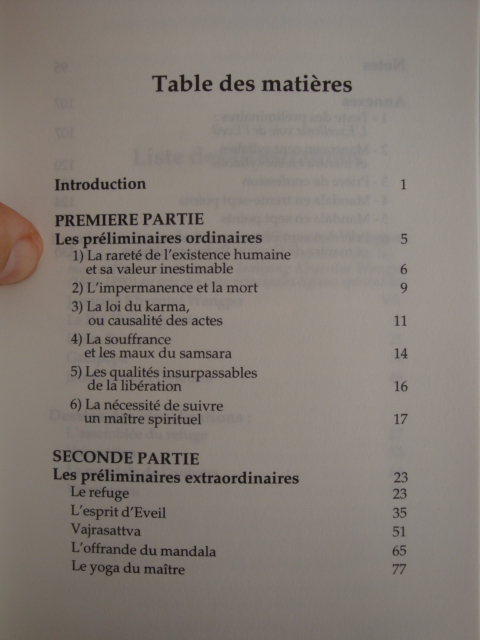 Table des matières
Introduction 1
PREMIERE PARTIE
Les préliminaires ordinaires 5
1) La rareté de l'existence humaine
et sa valeur inestimable 6
2) L'impermanence et la mort 9
3) La loi du karma,
ou causalité des actes 11
4) La souffrance
et les maux du samsara 14
5) Les qualités insurpassables
de la libération 16
6) La nécessité de suivre
un maître spirituel 17
SECONDE PARTIE
Les préliminaires extraordinaires 23
Le refuge 23
L'esprit d'Eveil 35
Vajrasattva 51
L'offrande du mandala 65
Le yoga du maître 77